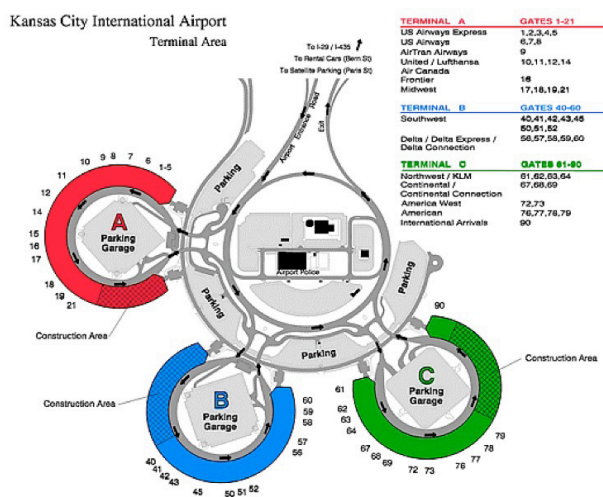 Kansas City International Airport
Terminal Area
To I-29 / I-435
To Rental Cars (Bern St)
To Satellite Parking (Paris St)
Airport Entrance Road
Exit
TERMINAL A GATES 1-21
US Airways Express 1,2,3,4,5
US Airways 6,7,8
AirTran Airways 9
United / Lufthansa 10,11,12,14
Air Canada
Frontier 16
Midwest 17,18,19,21
TERMINAL B GATES 40-60
Southwest 40,41,42,43,45
50,51,52
Delta / Delta Express / 56,57,58,59,60
Delta Connection
TERMINAL C GATES 61-90
Northwest / KLM 61,62,63,64
Continental / 67,68,69
Continental Connection
America West 72,73
American 76,77,78,79
International Arrivals 90
Parking
11 10 9 8 7 6 1-5
12
14
15
16
17
18
19
21
A
Parking
Garage
Construction Area
Airport Police
Parking
Parking
Parking
Construction Area
B
Parking
Garage
60
59
58
57
56
40
41
42
43
45
50 51 52
90
C
Parking
Garage
Construction Area
61
62
63
64
67
68
69
72 73
76
77
78
79